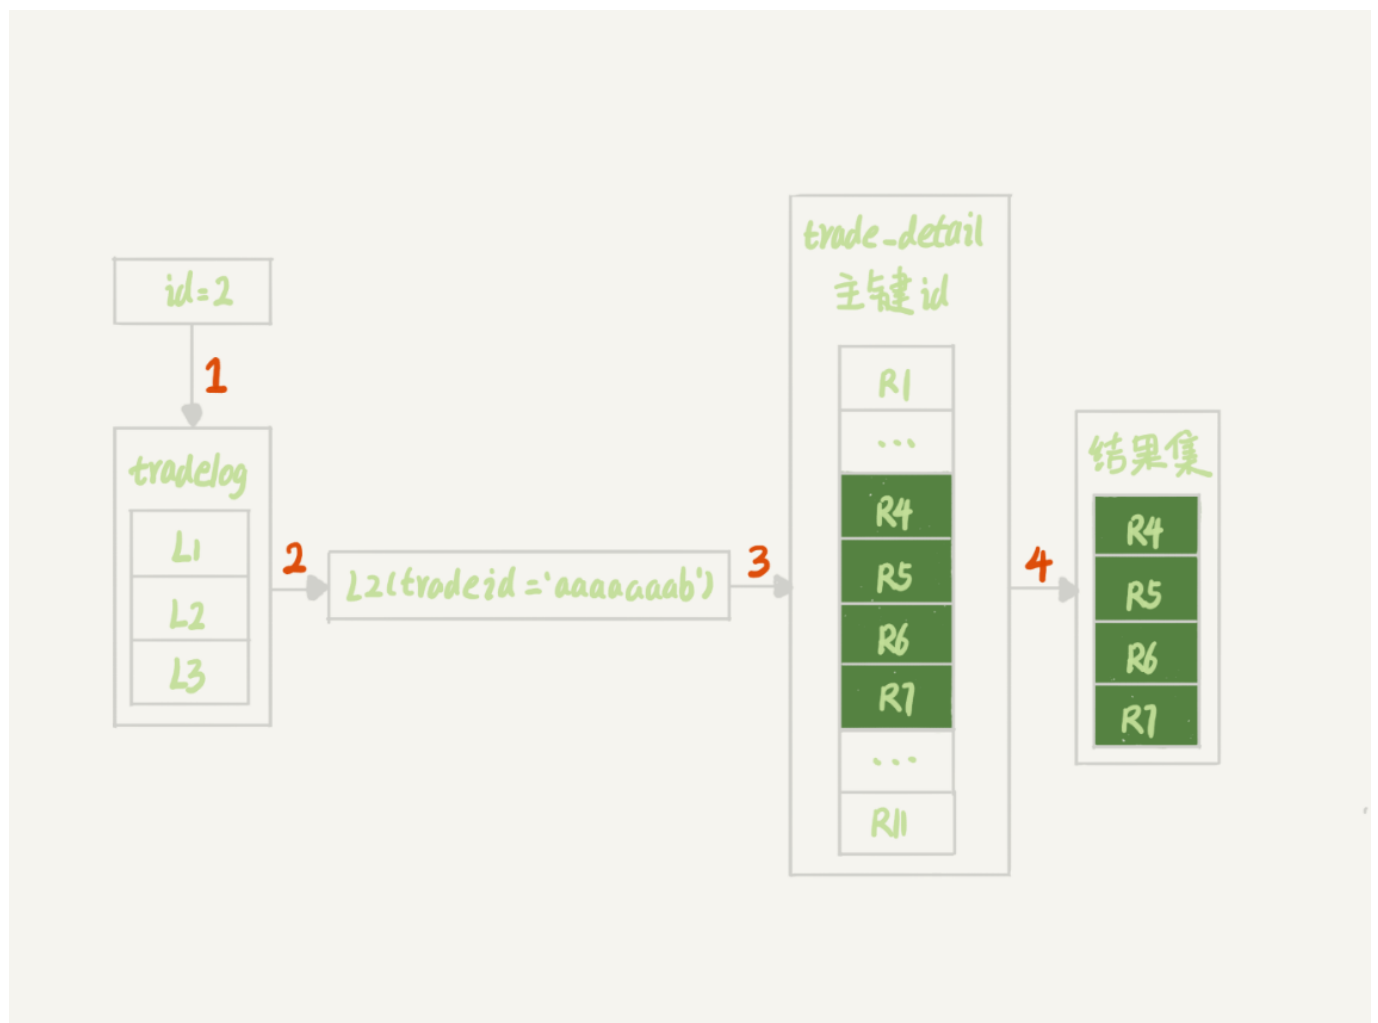 id=2
1
tradelog
L1
L2
L3
2
L2(tradeid='aaaaaaab')
3
trade_detail
主键id
R1
...
R4
R5
R6
R7
...
R11
4
结果集
R4
R5
R6
R7